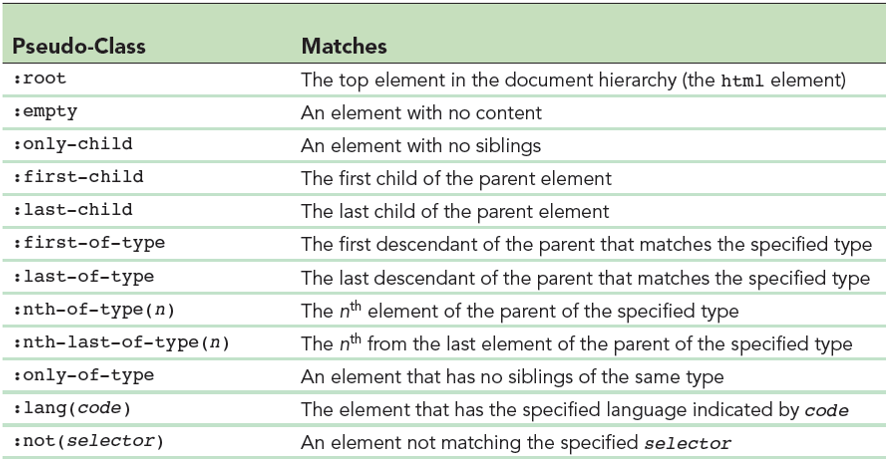 Pseudo-Class Matches
:root The top element in the document hierarchy (the html element)
:empty An element with no content
:only-child An element with no siblings
:first-child The first child of the parent element
:last-child The last child of the parent element
:first-of-type The first descendant of the parent that matches the specified type
:last-of-type The last descendant of the parent that matches the specified type
:nth-of-type(n) The nth element of the parent of the specified type
:nth-last-of-type(n) The nth from the last element of the parent of the specified type
:only-of-type An element that has no siblings of the same type
:lang(code) The element that has the specified language indicated by code
:not(selector) An element not matching the specified selector